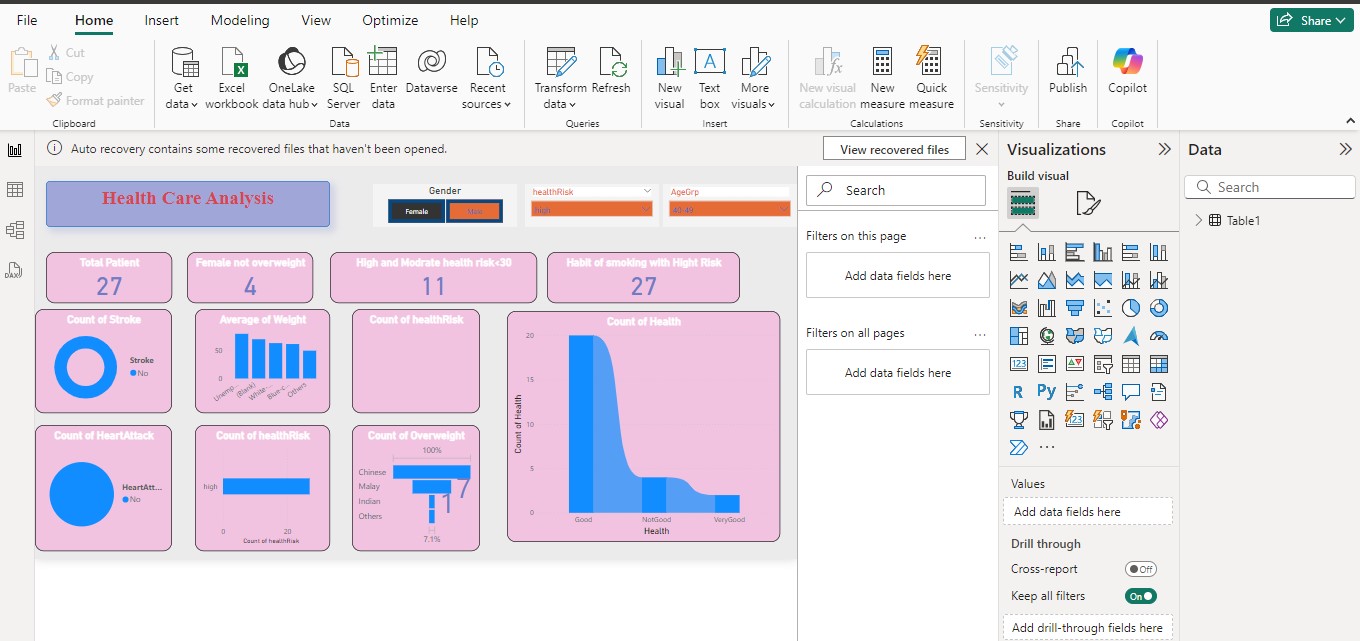 File Home Insert Modeling View Optimize Help Share
Paste Cut
Copy
Format painter
Clipboard
Get data
Excel workbook
OneLake data hub
SQL Server
Enter data
Dataverse
Recent sources
Data
Transform data
Refresh
Queries
New visual
Text box
More visuals
Insert
New visual calculation
New measure
Quick measure
Calculations
Sensitivity
Sensitivity
Publish
Share
Copilot
Copilot
Auto recovery contains some recovered files that haven't been opened.
View recovered files
Health Care Analysis
Gender
Female
Male
healthRisk
high
AgeGrp
40-49
Total Patient
27
Female not overweight
4
High and Modrate health risk<30
11
Habit of smoking with Hight Risk
27
Count of Stroke
Stroke
No
Average of Weight
50
0
Unemp...
(Blank)
White-...
Blue-c...
Others
Count of healthRisk
Count of Health
Count of Health
20
15
10
5
0
Good NotGood VeryGood
Health
Count of HeartAttack
HeartAtt...
No
Count of healthRisk
high
0 20
Count of healthRisk
Count of Overweight
100%
Chinese
Malay
Indian
Others
17
7.1%
Search
Filters on this page ...
Add data fields here
Filters on all pages ...
Add data fields here
Visualizations
Build visual
123
R
Py
123
...
Values
Add data fields here
Drill through
Cross-report Off
Keep all filters On
Add drill-through fields here
Data
Search
Table1
DAX